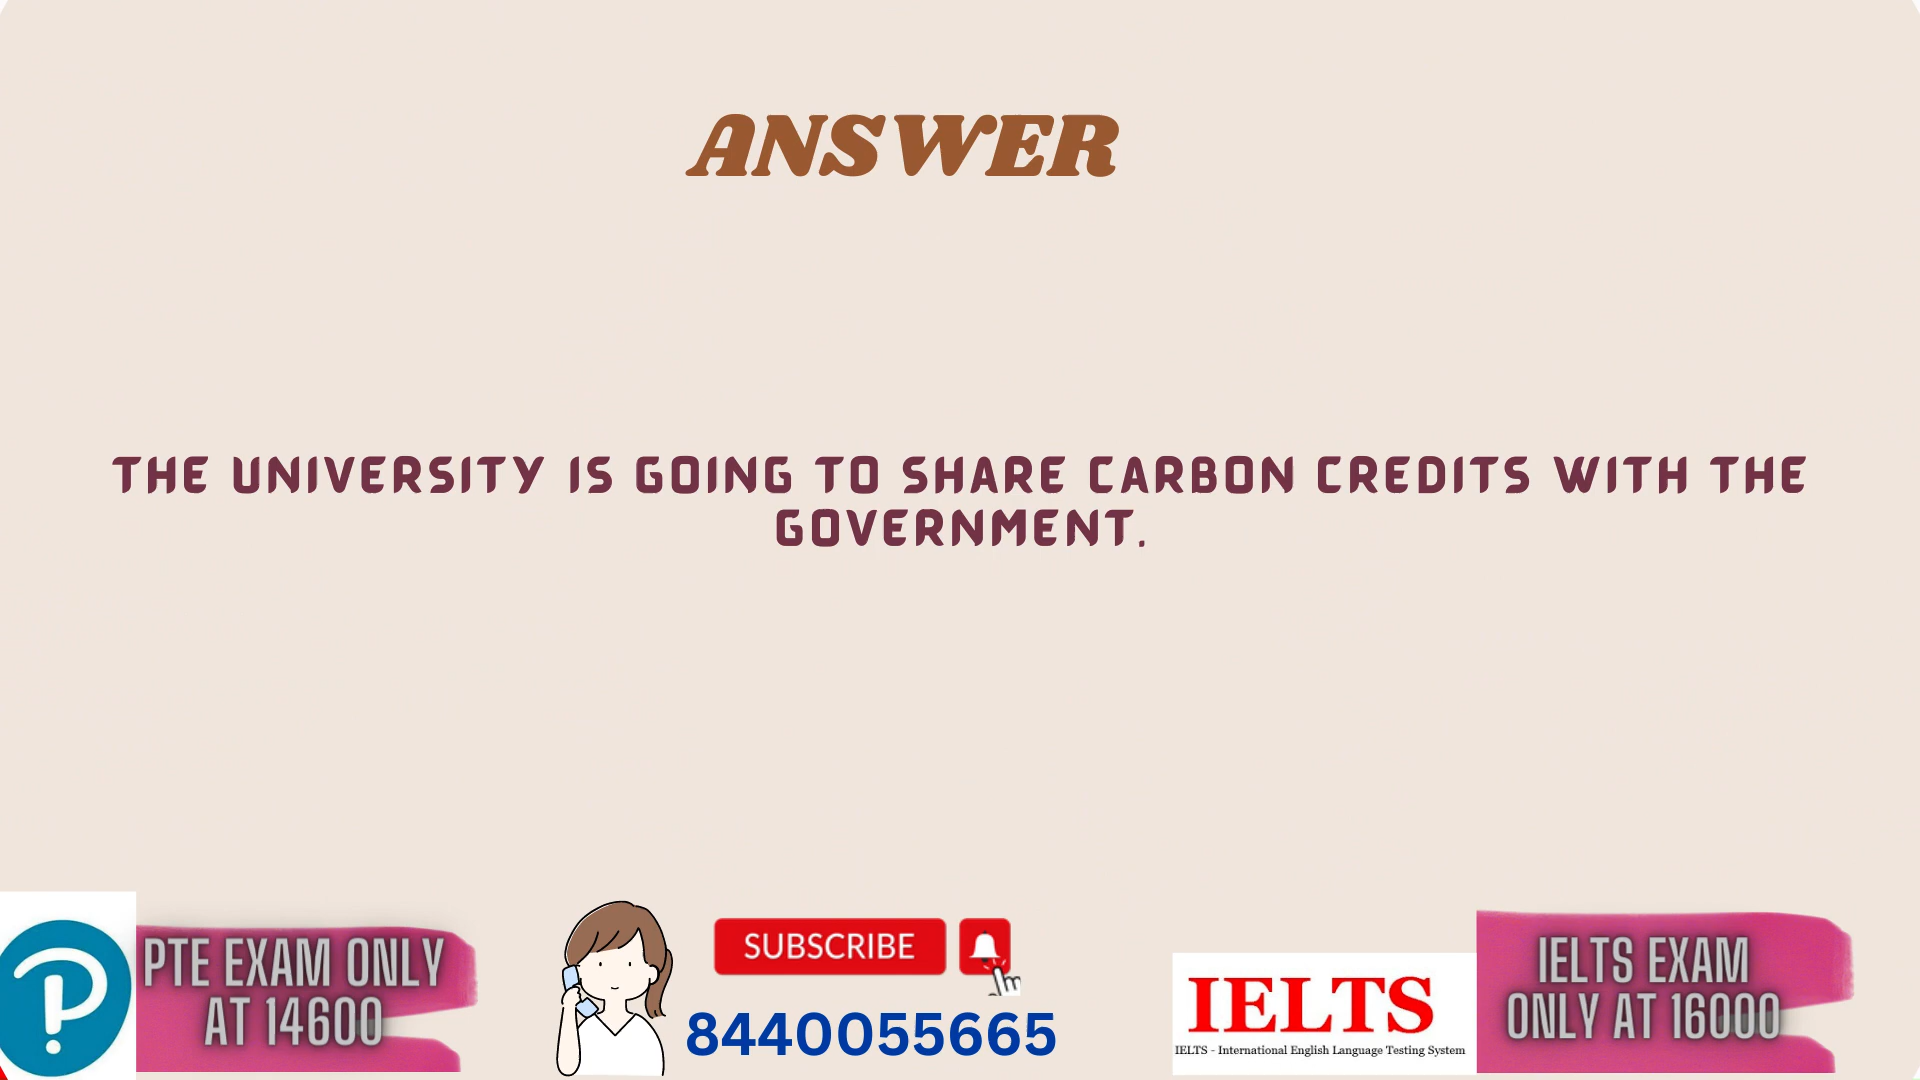 ANSWER
THE UNIVERSITY IS GOING TO SHARE CARBON CREDITS WITH THE
GOVERNMENT.
PTE EXAM ONLY
AT 14600
SUBSCRIBE
8440055665
IELTS
IELTS - International English Language Testing System
IELTS EXAM
ONLY AT 16000